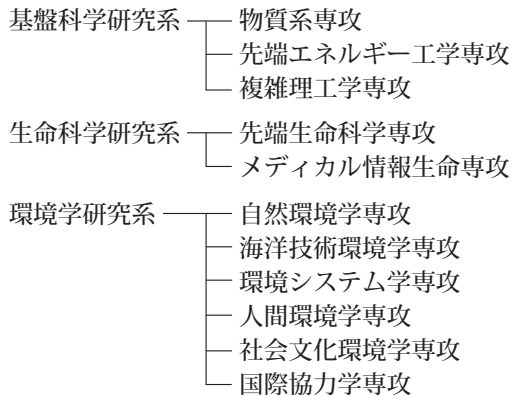 基盤科学研究系 物質系専攻
先端エネルギー工学専攻
複雑理工学専攻
生命科学研究系 先端生命科学専攻
メディカル情報生命専攻
環境学研究系 自然環境学専攻
海洋技術環境学専攻
環境システム学専攻
人間環境学専攻
社会文化環境学専攻
国際協力学専攻